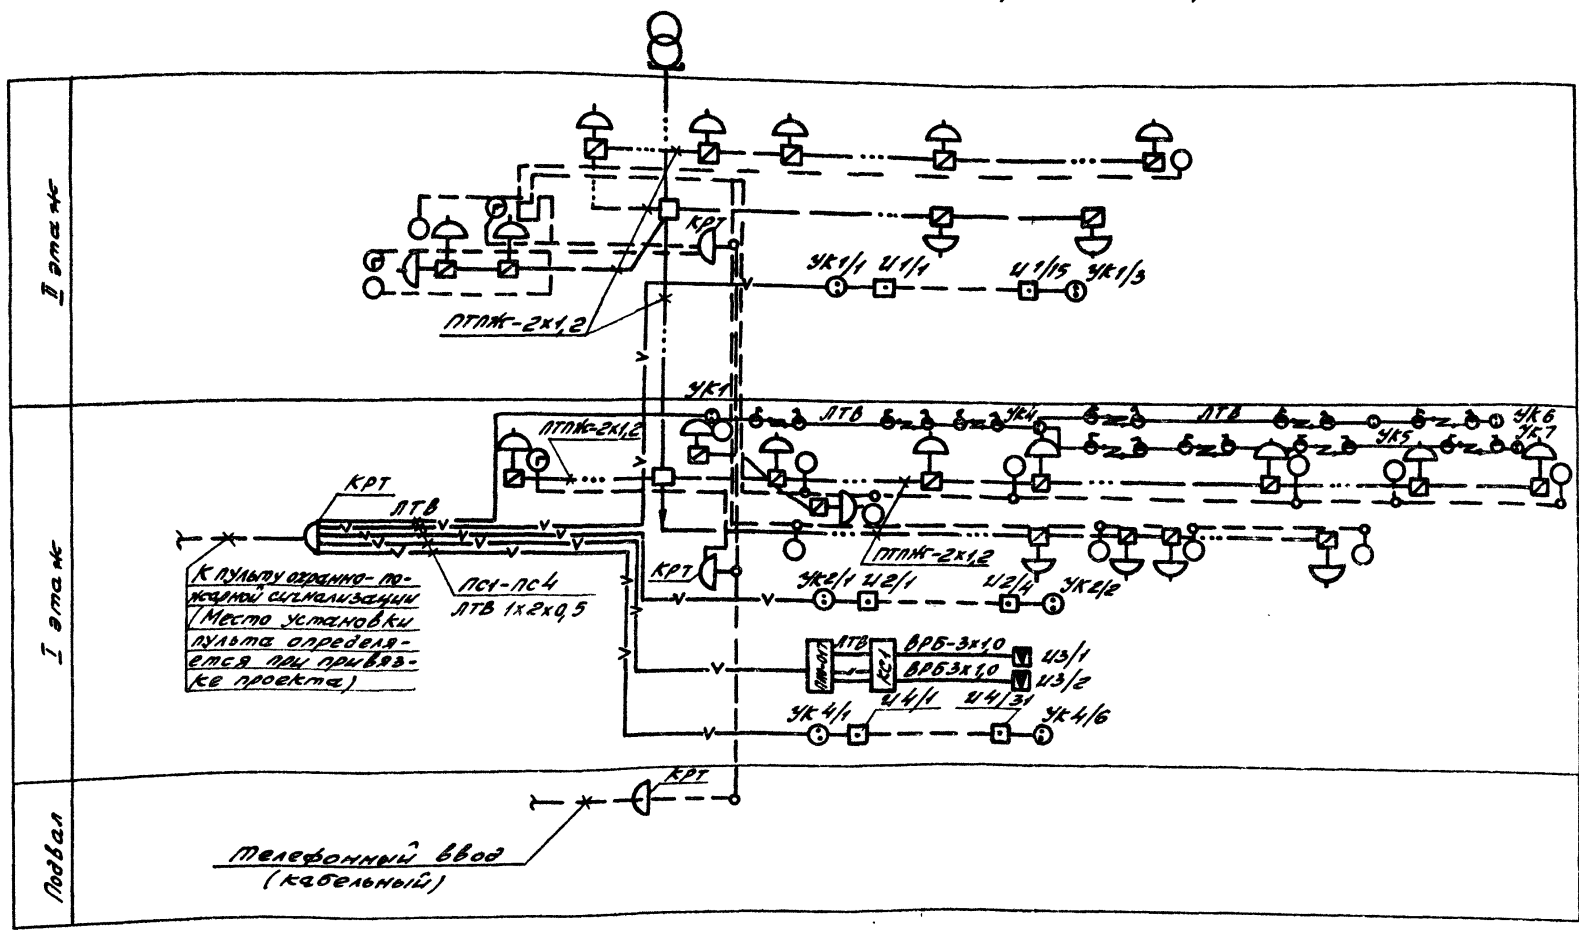 II этаж
КРТ
УК1/1
И1/1
И1/15
УК1/3
ПТПЖ-2х1,2
I этаж
УК1
ЛТВ
УК4
ЛТВ
УК6
ПТПЖ-2х1,2
УК5
УК7
КРТ
ЛТВ
ПТПЖ-2х1,2
К пульту охранно-по-
жарной сигнализации
(Место установки
пульта определя-
ется при привяз-
ке проекта)
ПС1-ПС4
ЛТВ 1х2х0,5
КРТ
УК2/1
И2/1
И2/4
УК2/2
ЛТВ
КС1
ВРБ-3х1,0
ВРБ3х1,0
И3/1
И3/2
УК4/1
И4/1
И4/31
УК4/6
Подвал
КРТ
Телефонный ввод
(кабельный)